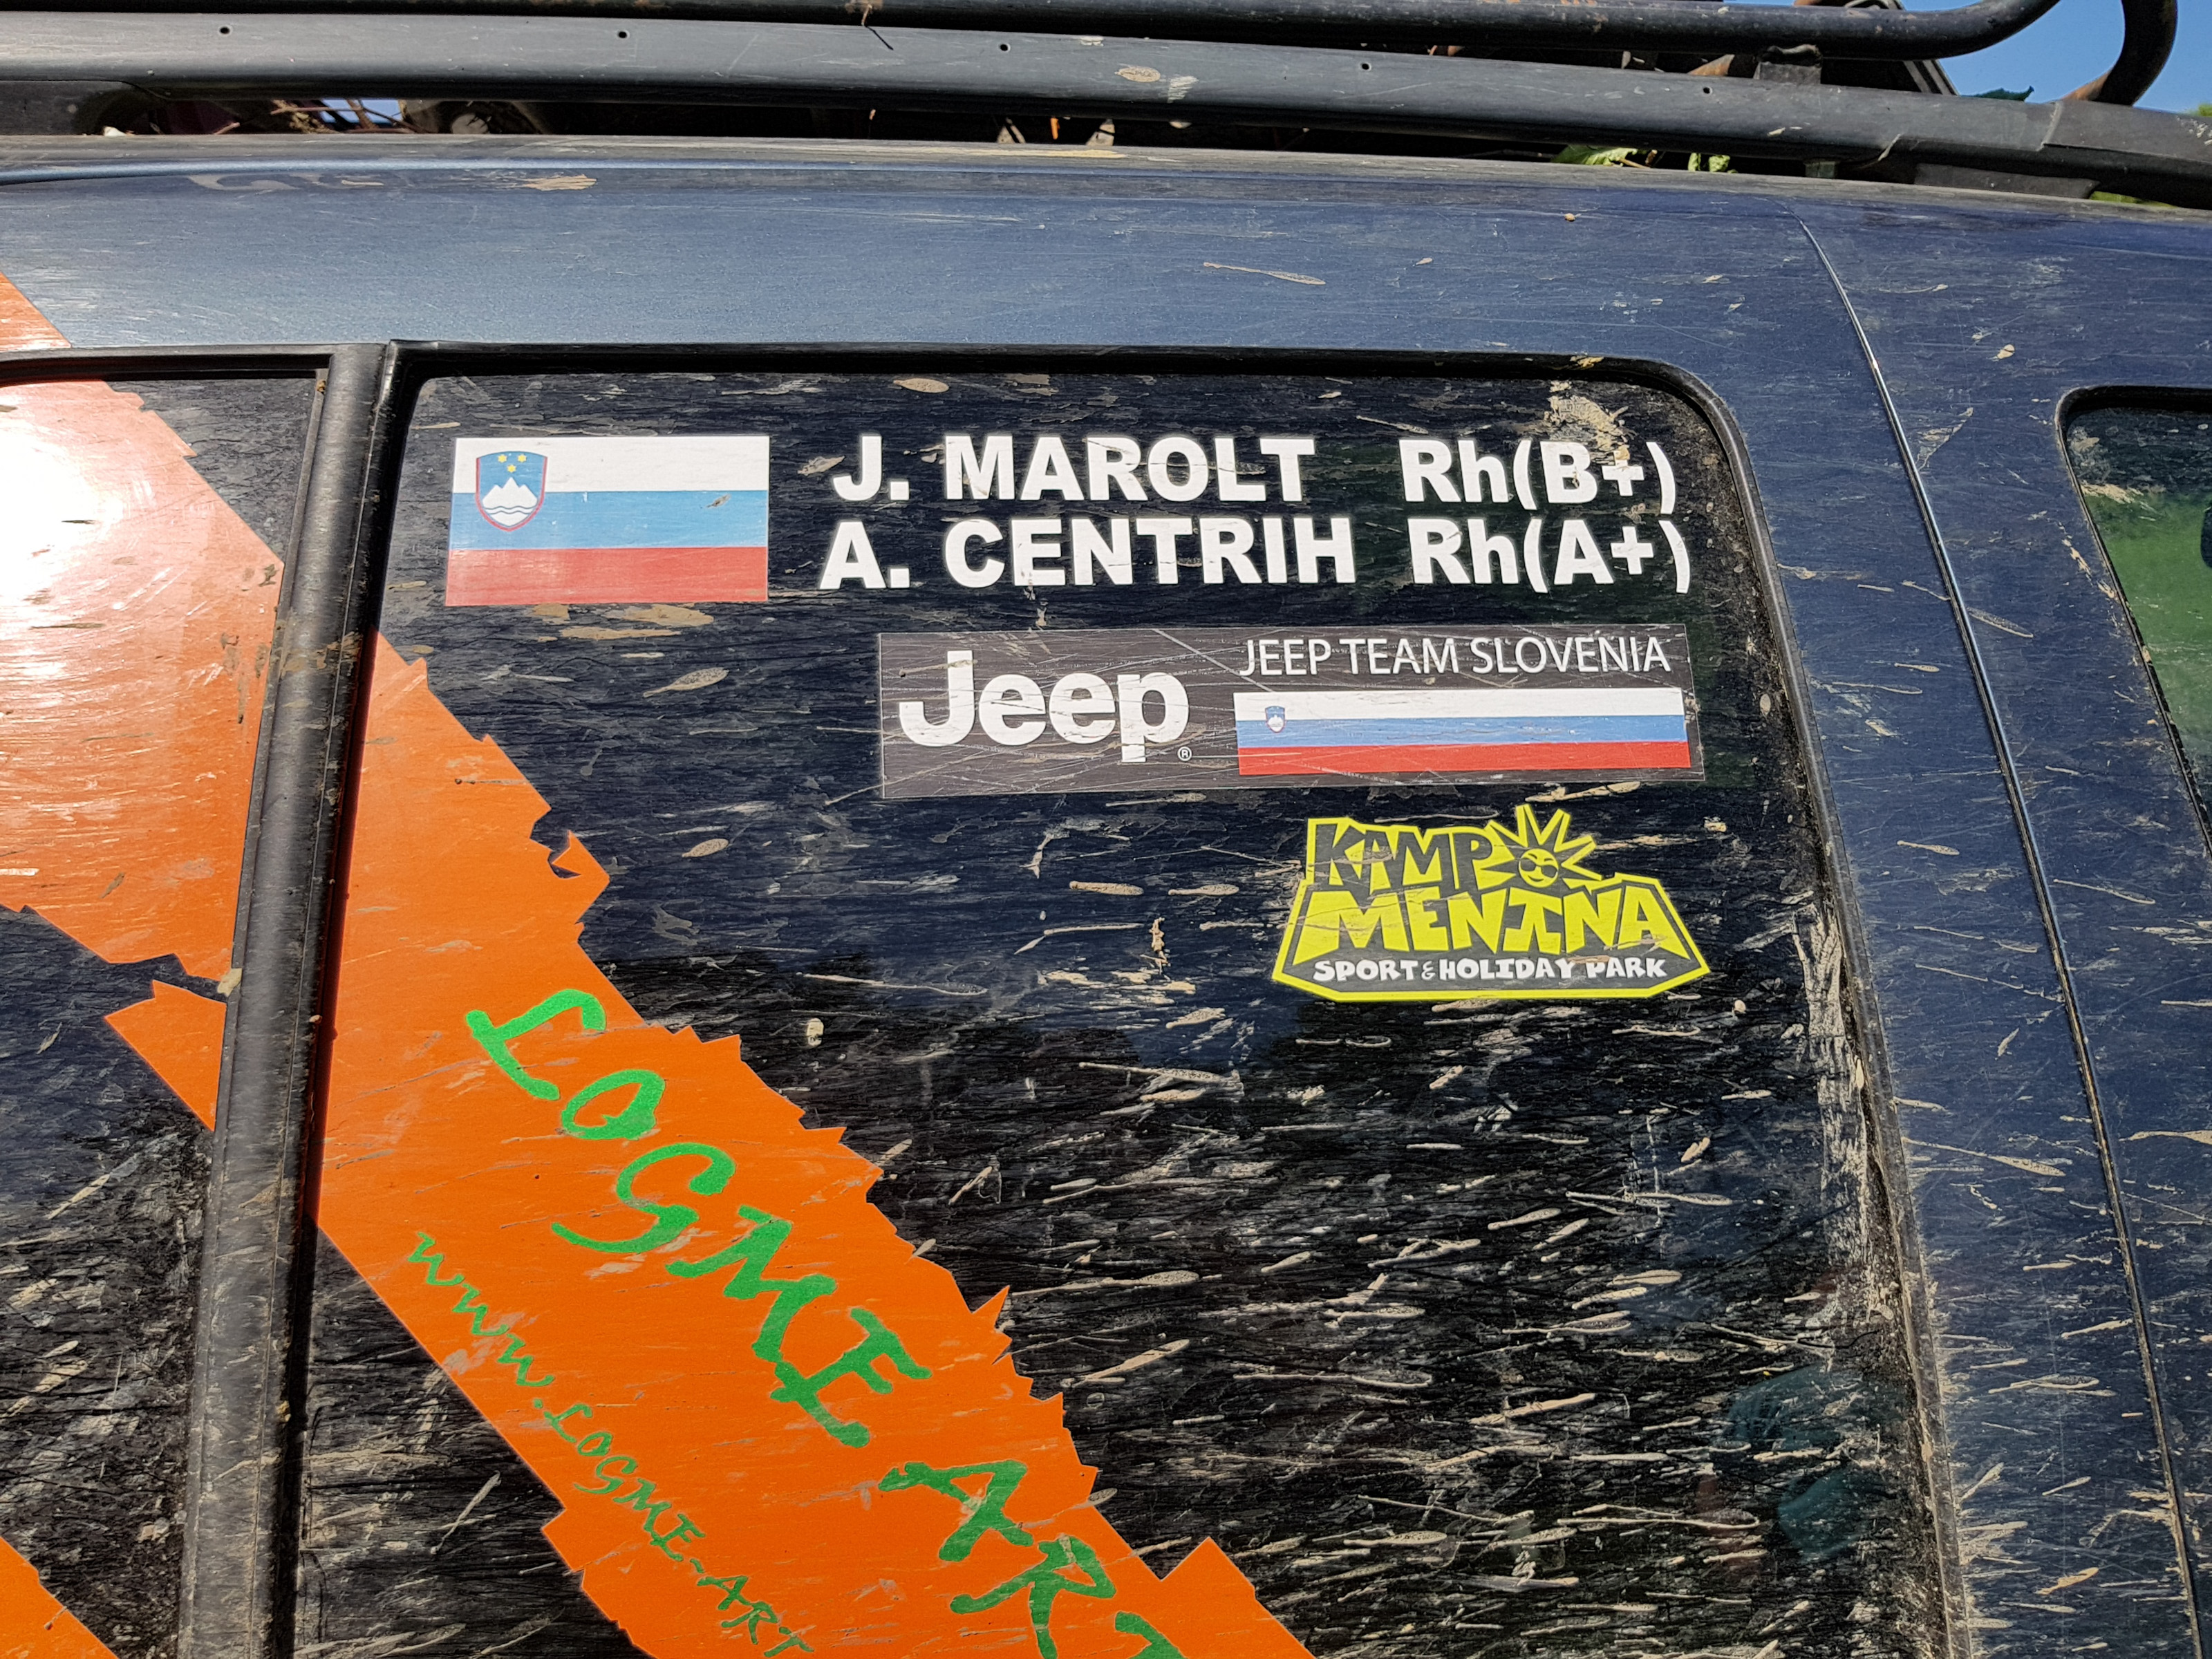 J. MAROLT Rh(B+)
A. CENTRIH Rh(A+)
Jeep ®
JEEP TEAM SLOVENIA
KAMP
MENINA
SPORT & HOLIDAY PARK
LOGME ART
www.LOGME-ART